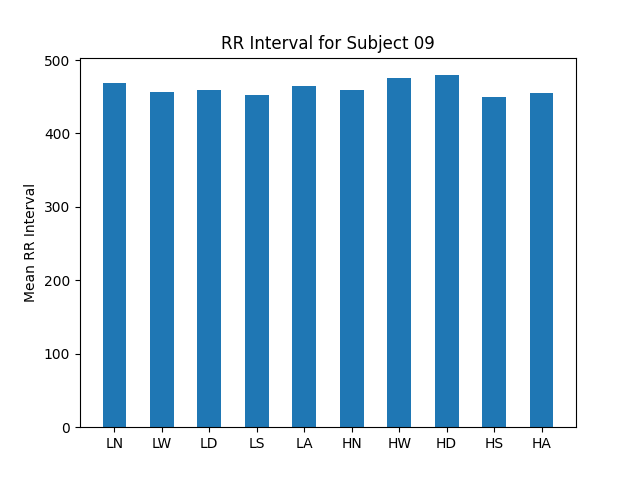 RR Interval for Subject 09
Mean RR Interval
500
400
300
200
100
0
LN LW LD LS LA HN HW HD HS HA